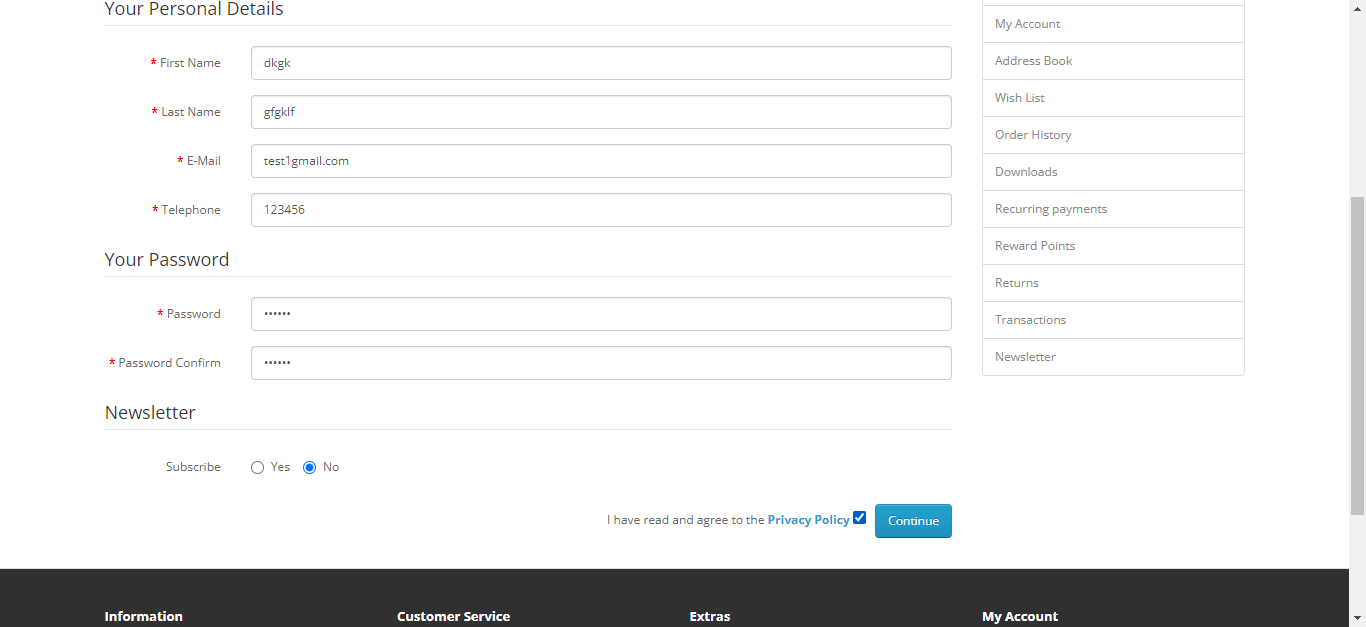 Your Personal Details
* First Name
dkgk
* Last Name
gfgklf
* E-Mail
test1gmail.com
* Telephone
123456
Your Password
* Password
••••••
* Password Confirm
••••••
Newsletter
Subscribe
Yes No
I have read and agree to the Privacy Policy
Continue
My Account
Address Book
Wish List
Order History
Downloads
Recurring payments
Reward Points
Returns
Transactions
Newsletter
Information
Customer Service
Extras
My Account